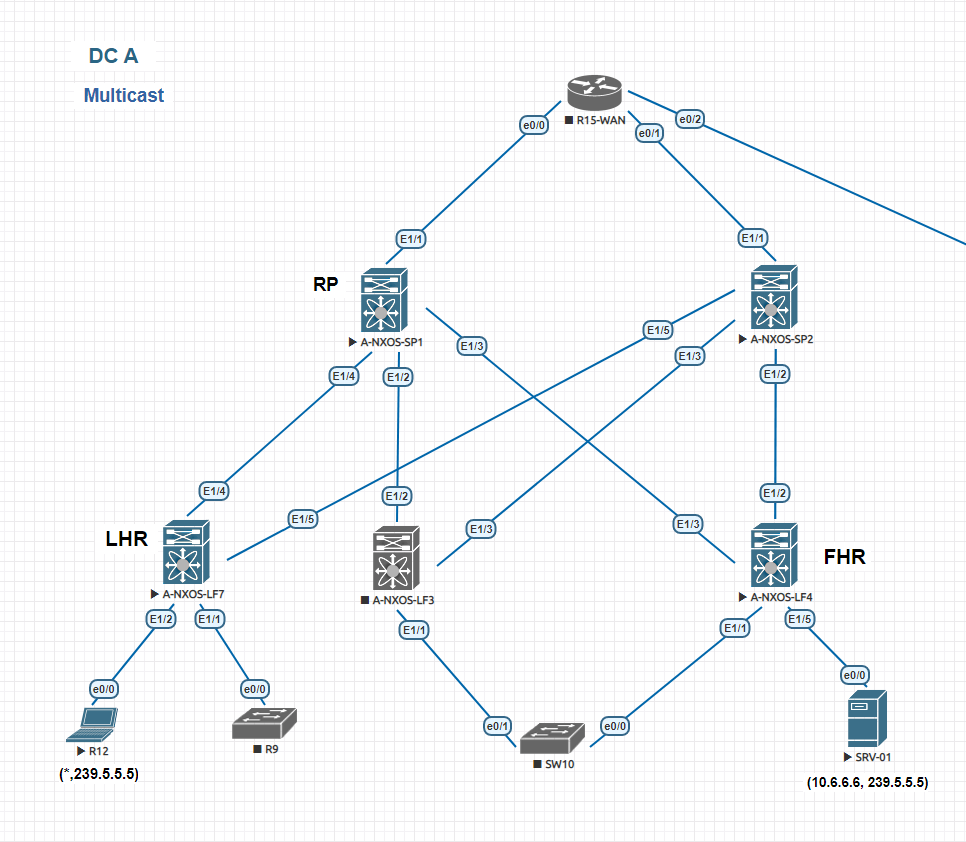 DC A
Multicast
R15-WAN
e0/0
e0/1
e0/2
E1/1
E1/1
RP
A-NXOS-SP1
A-NXOS-SP2
E1/3
E1/5
E1/3
E1/4
E1/2
E1/2
E1/4
E1/2
E1/2
E1/5
E1/3
E1/3
LHR
FHR
A-NXOS-LF7
A-NXOS-LF3
A-NXOS-LF4
E1/2
E1/1
E1/1
E1/1
E1/5
e0/0
e0/0
e0/1
e0/0
e0/0
R12
R9
SW10
SRV-01
(*,239.5.5.5)
(10.6.6.6, 239.5.5.5)